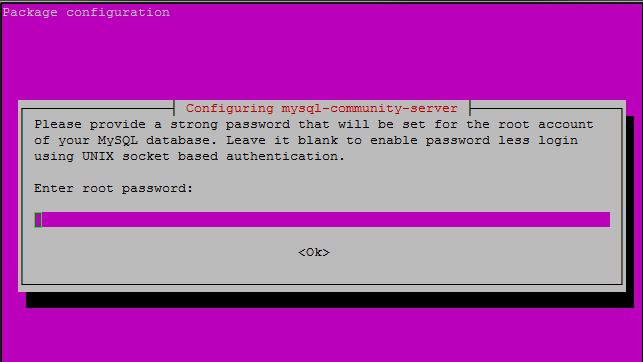 Package configuration
Configuring mysql-community-server
Please provide a strong password that will be set for the root account
of your MySQL database. Leave it blank to enable password less login
using UNIX socket based authentication.
Enter root password:
<Ok>